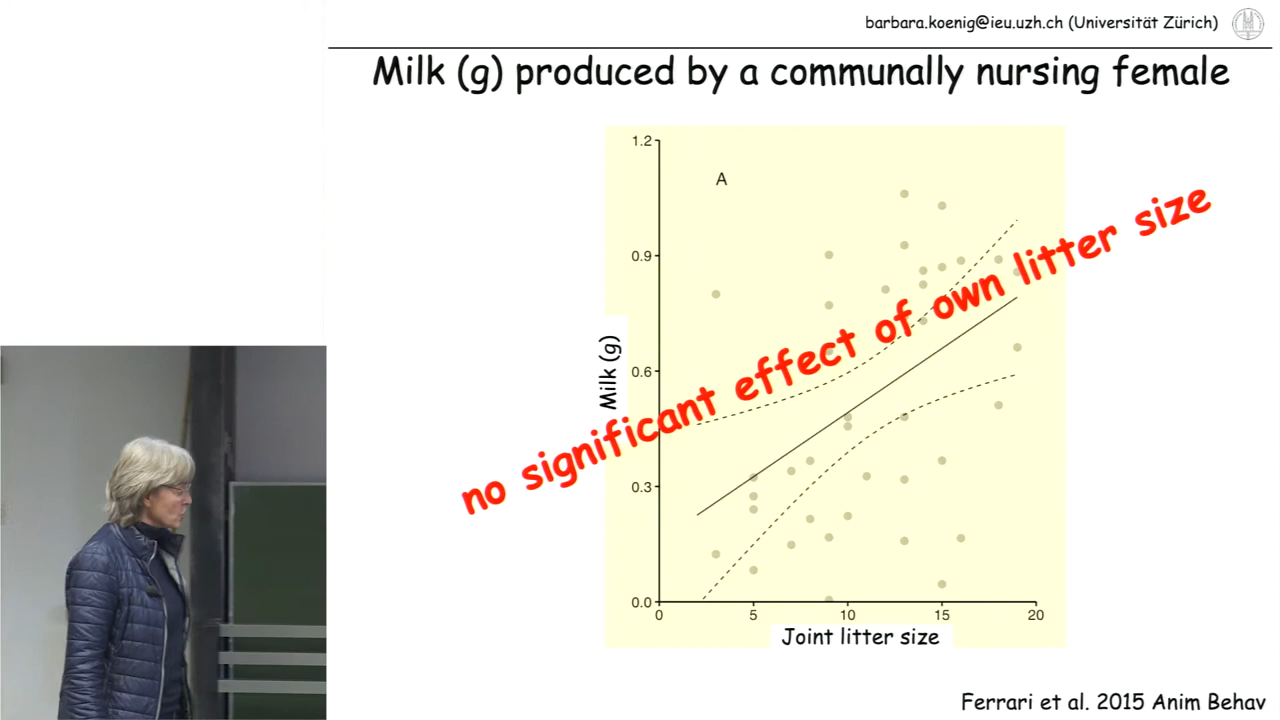 barbara.koenig@ieu.uzh.ch (Universität Zürich)
Milk (g) produced by a communally nursing female
1.2
A
0.9
Milk (g)
0.6
no significant effect of own litter size
0.3
0.0
0 5 10 15 20
Joint litter size
Ferrari et al. 2015 Anim Behav